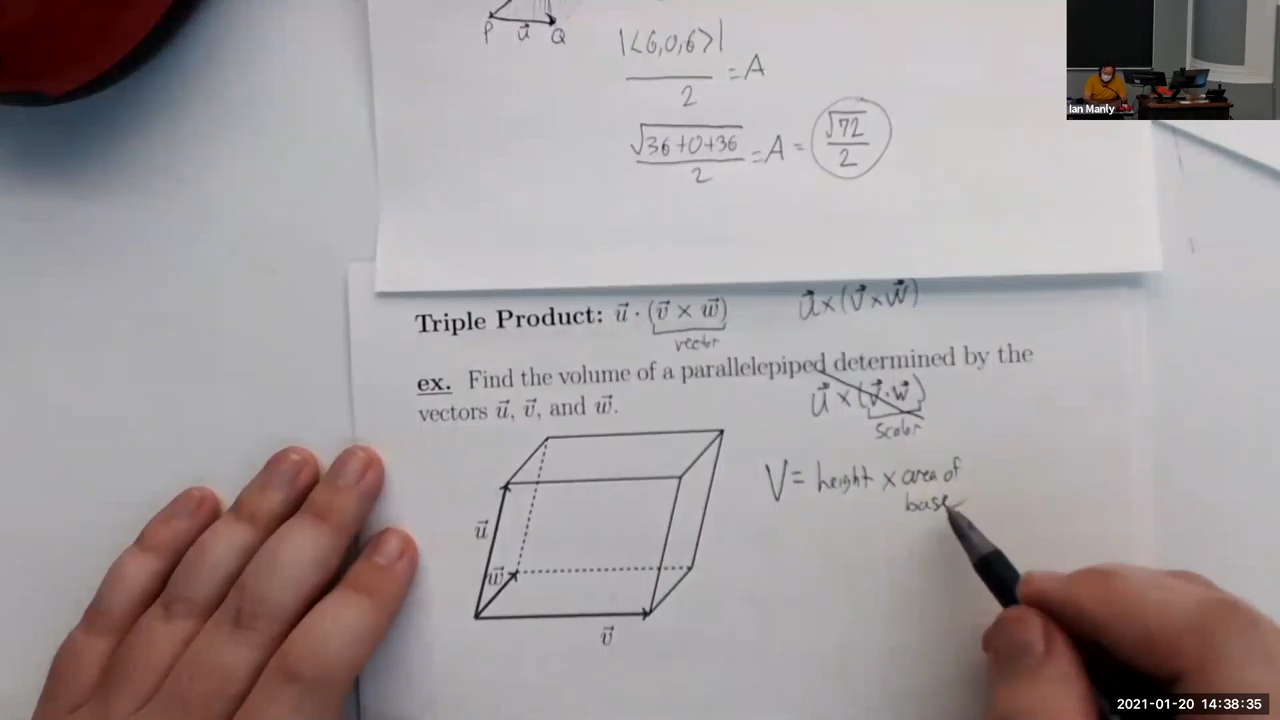 P u⃗ Q
|<6,0,6>|
/2 = A
√36+0+36 /2 = A = √72 /2
Triple Product: u⃗ · (v⃗ × w⃗) u⃗×(v⃗×w⃗)
vector
ex. Find the volume of a parallelepiped determined by the
vectors u⃗, v⃗, and w⃗.
u⃗ × (v⃗·w⃗)
scalar
V= height × area of
base
u⃗
w⃗
v⃗
Ian Manly
2021-01-20 14:38:35